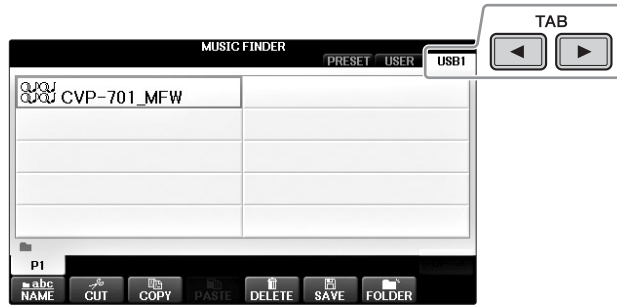 TAB
MUSIC FINDER
PRESET USER USB1
CVP-701_MFW
P1
abc
NAME CUT COPY PASTE DELETE SAVE FOLDER